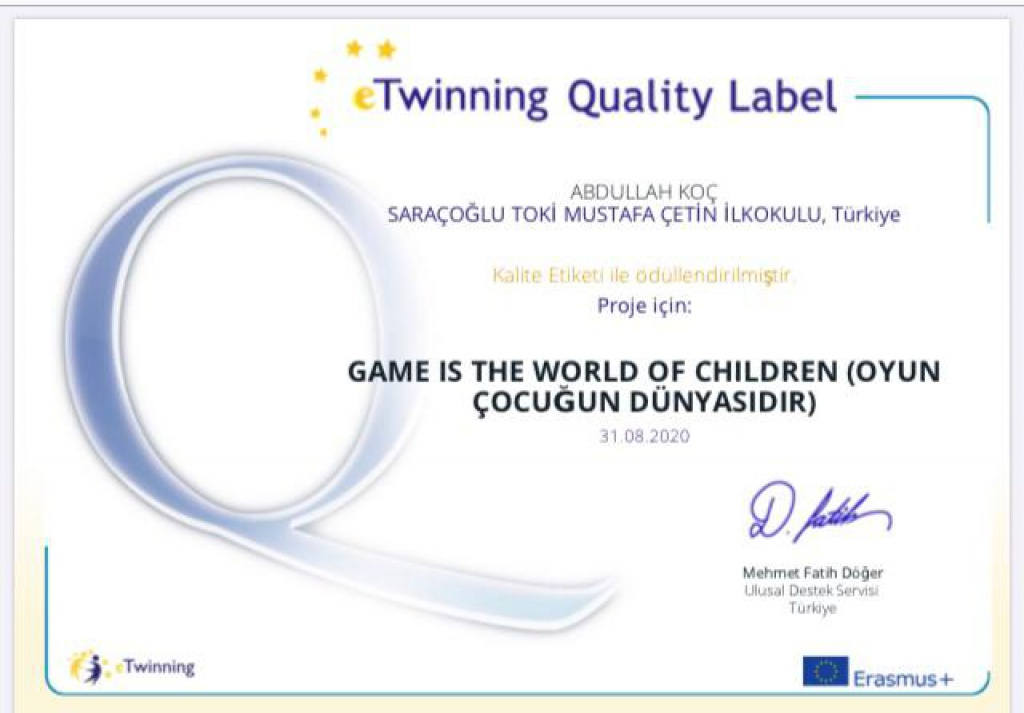 eTwinning Quality Label
ABDULLAH KOÇ
SARAÇOĞLU TOKİ MUSTAFA ÇETİN İLKOKULU, Türkiye
Kalite Etiketi ile ödüllendirilmiştir.
Proje için:
GAME IS THE WORLD OF CHILDREN (OYUN
ÇOCUĞUN DÜNYASIDIR)
31.08.2020
D. fatih
Mehmet Fatih Döğer
Ulusal Destek Servisi
Türkiye
eTwinning
Erasmus+